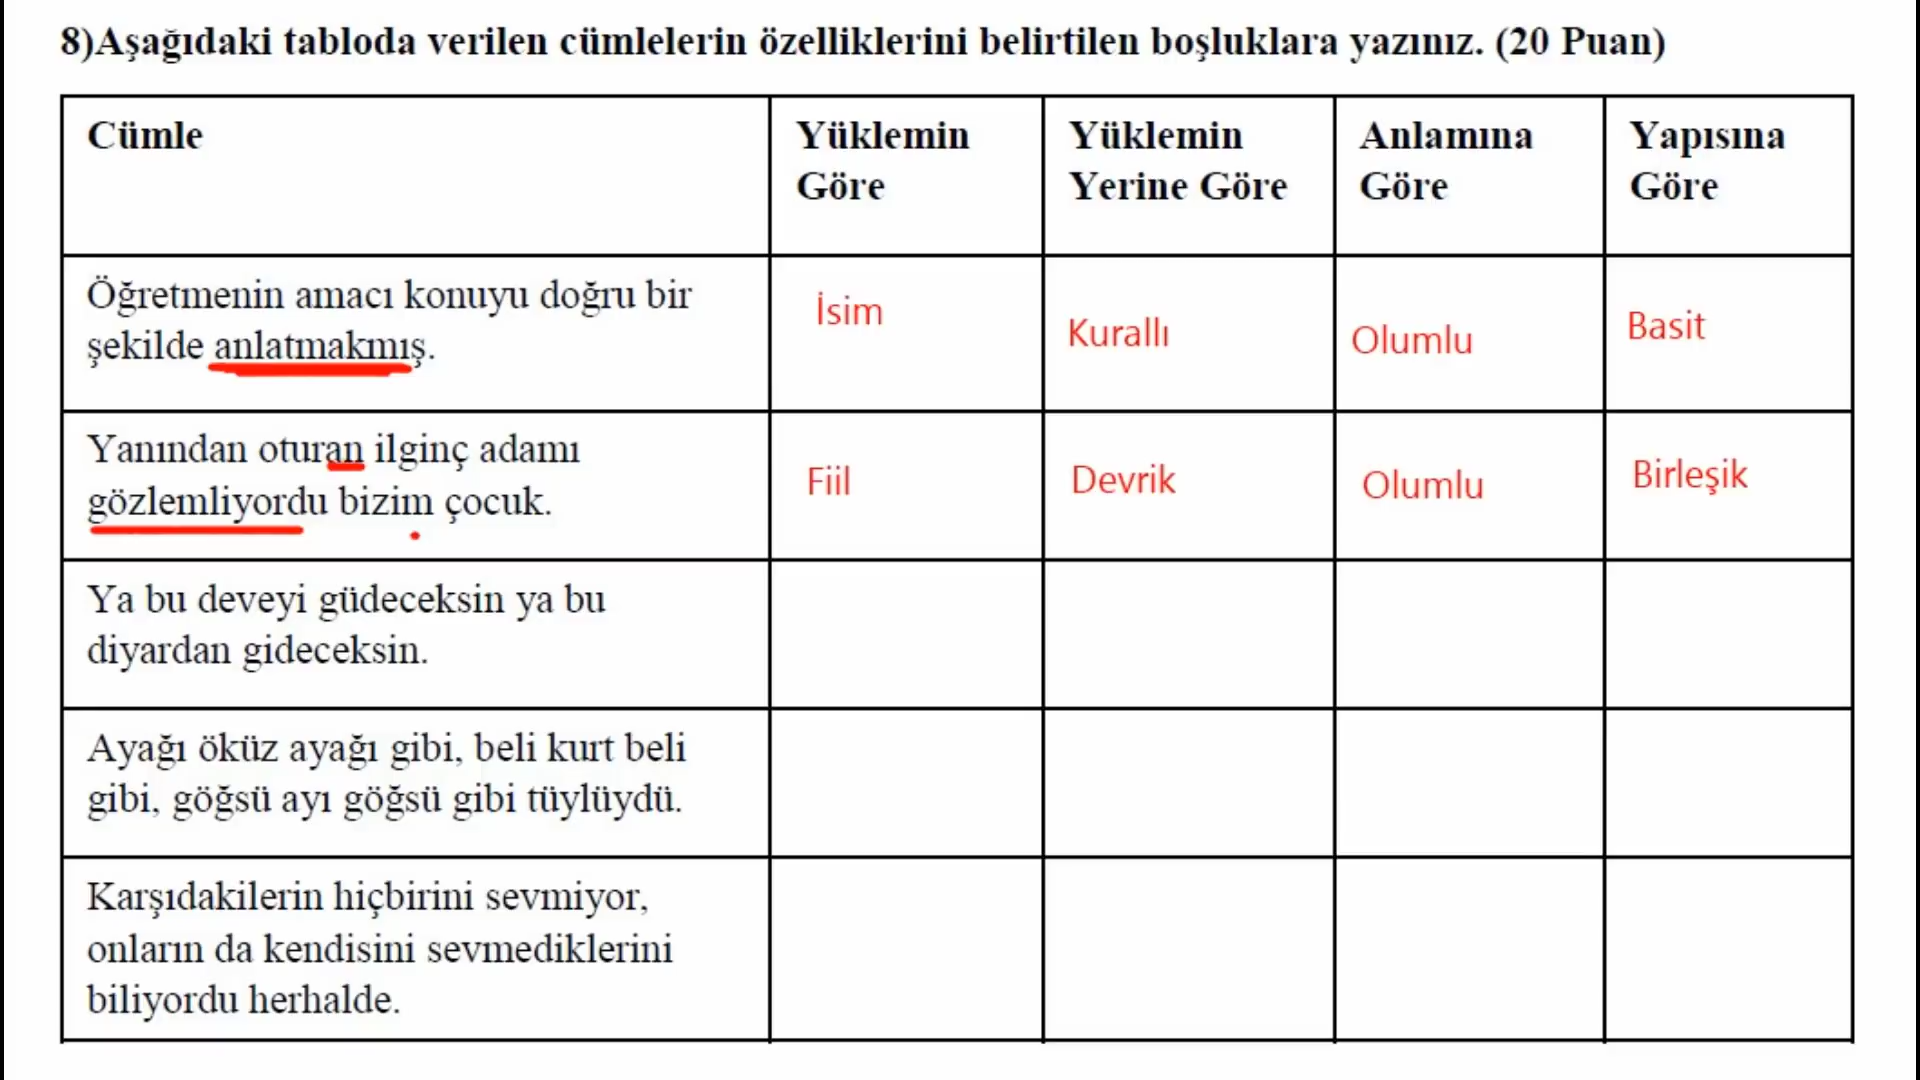 8)Aşağıdaki tabloda verilen cümlelerin özelliklerini belirtilen boşluklara yazınız. (20 Puan)
Cümle
Yüklemin
Göre
Yüklemin
Yerine Göre
Anlamına
Göre
Yapısına
Göre
Öğretmenin amacı konuyu doğru bir
şekilde anlatmakmış.
İsim
Kurallı
Olumlu
Basit
Yanından oturan ilginç adamı
gözlemliyordu bizim çocuk.
Fiil
Devrik
Olumlu
Birleşik
Ya bu deveyi güdeceksin ya bu
diyardan gideceksin.
Ayağı öküz ayağı gibi, beli kurt beli
gibi, göğsü ayı göğsü gibi tüylüydü.
Karşıdakilerin hiçbirini sevmiyor,
onların da kendisini sevmediklerini
biliyordu herhalde.